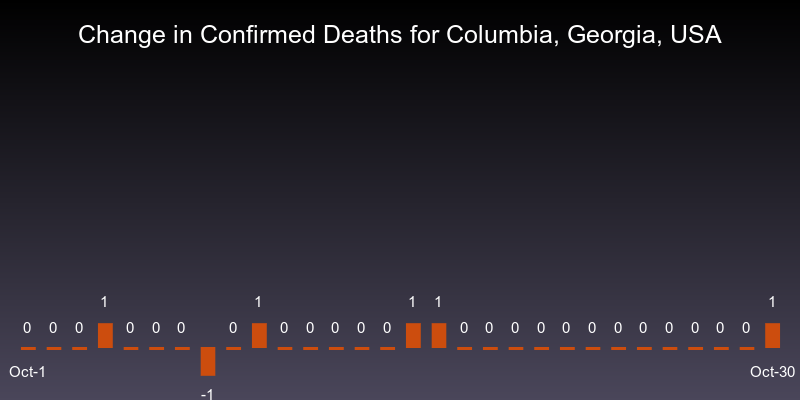 Change in Confirmed Deaths for Columbia, Georgia, USA
1 1 1 1 1
0 0 0 0 0 0 0 0 0 0 0 0 0 0 0 0 0 0 0 0 0 0 0 0
Oct-1 Oct-30
-1